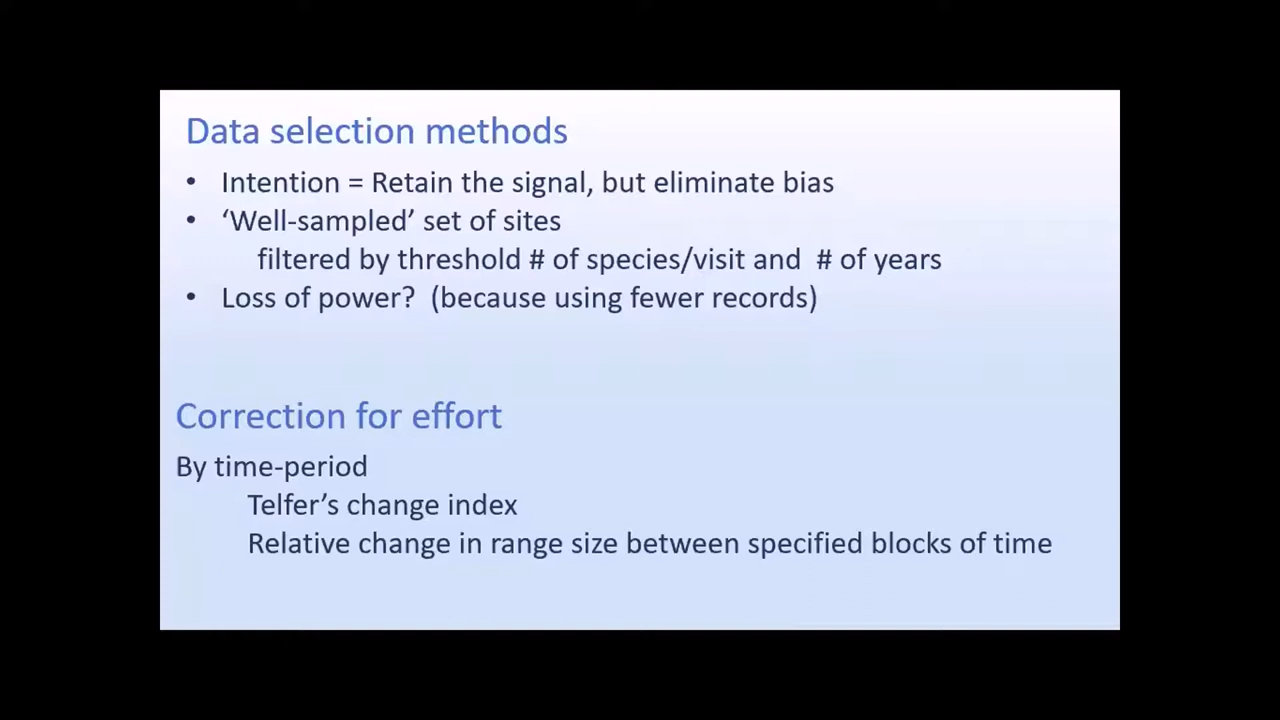 Data selection methods
• Intention = Retain the signal, but eliminate bias
• ‘Well-sampled’ set of sites
filtered by threshold # of species/visit and  # of years
• Loss of power?  (because using fewer records)
Correction for effort
By time-period
Telfer’s change index
Relative change in range size between specified blocks of time